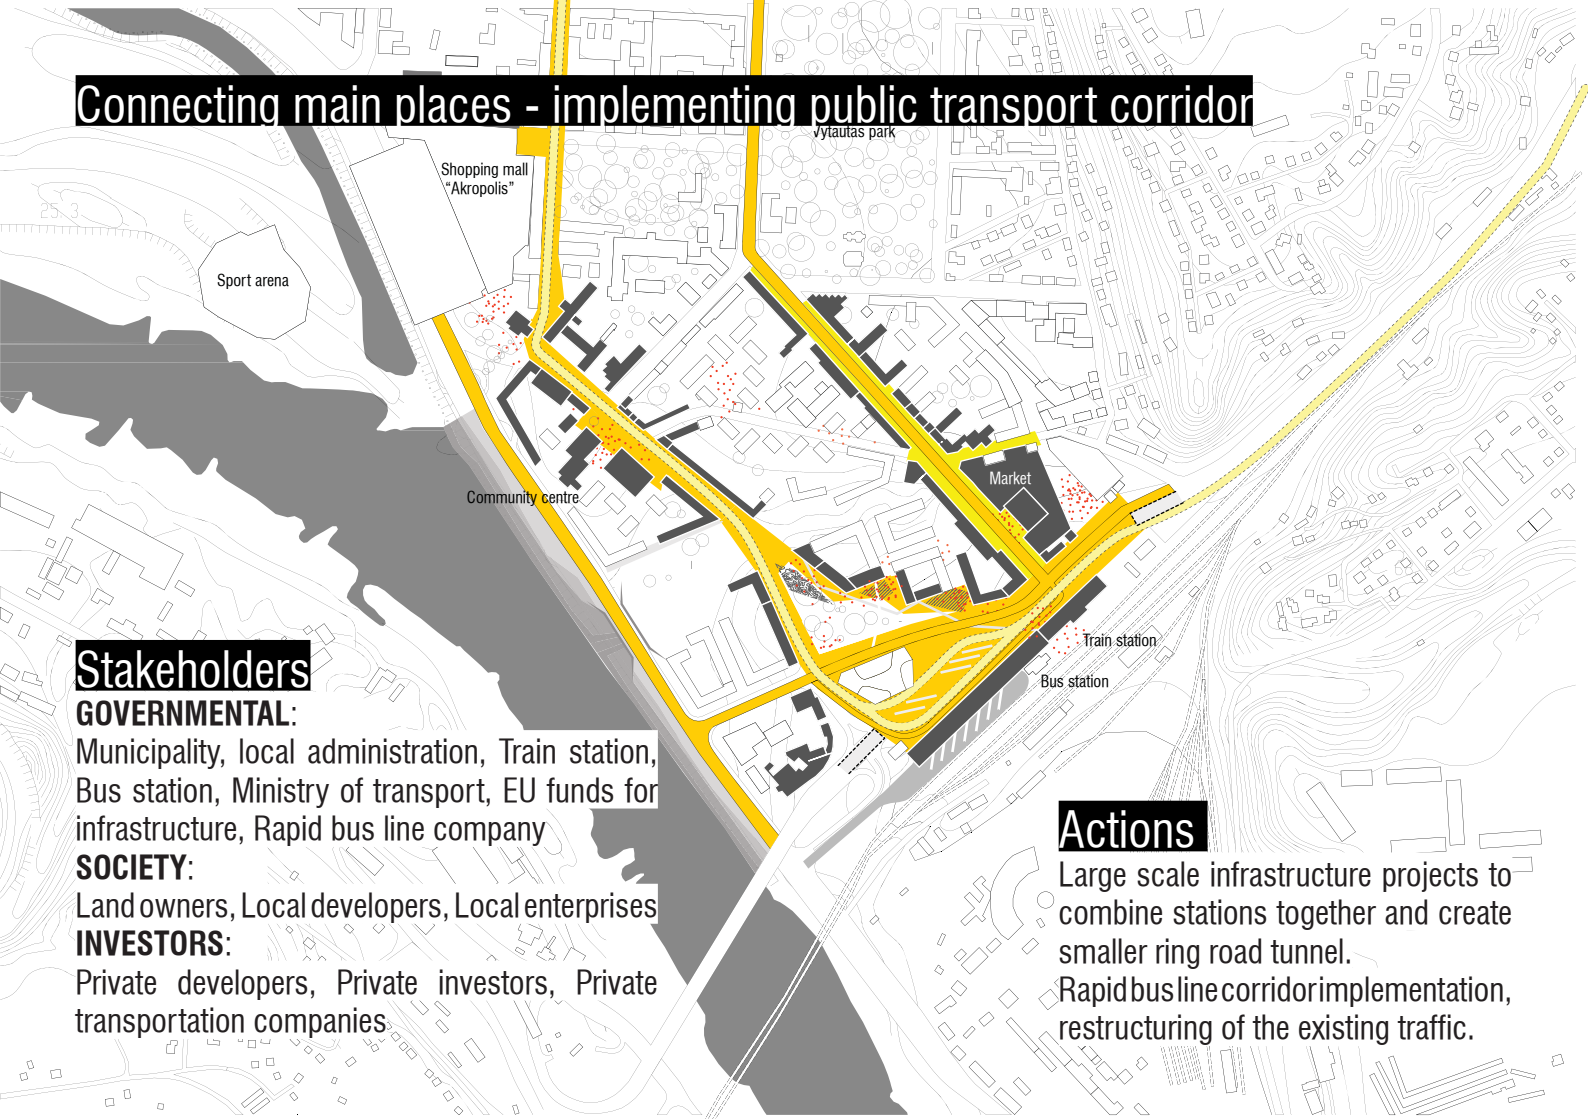 Connecting main places - implementing public transport corridor
Vytautas park
Shopping mall
“Akropolis”
25.3
Sport arena
Market
Community centre
Train station
Bus station
Stakeholders
GOVERNMENTAL:
Municipality, local administration, Train station,
Bus station, Ministry of transport, EU funds for
infrastructure, Rapid bus line company
SOCIETY:
Land owners, Local developers, Local enterprises
INVESTORS:
Private developers, Private investors, Private
transportation companies
Actions
Large scale infrastructure projects to
combine stations together and create
smaller ring road tunnel.
Rapid bus line corridor implementation,
restructuring of the existing traffic.